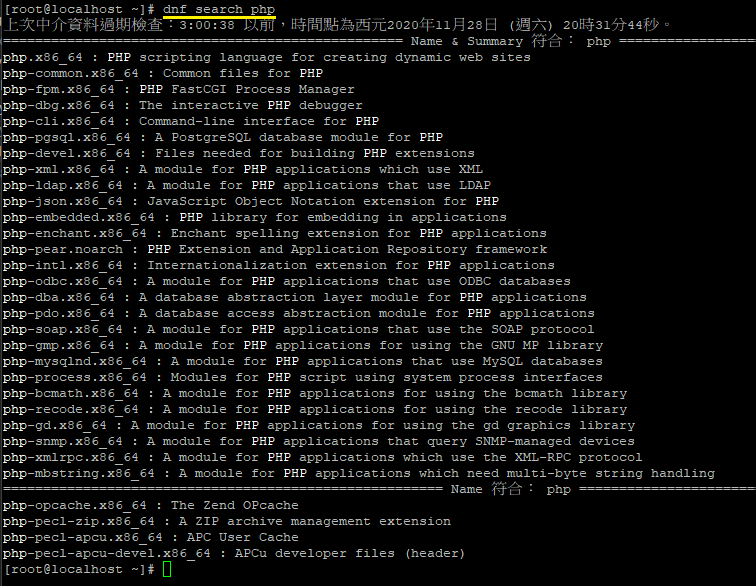 [root@localhost ~]# dnf search php
上次中介資料過期檢查：3:00:38 以前，時間點為西元2020年11月28日 (週六) 20時31分44秒。
================================================== Name & Summary 符合： php ==================
php.x86_64 : PHP scripting language for creating dynamic web sites
php-common.x86_64 : Common files for PHP
php-fpm.x86_64 : PHP FastCGI Process Manager
php-dbg.x86_64 : The interactive PHP debugger
php-cli.x86_64 : Command-line interface for PHP
php-pgsql.x86_64 : A PostgreSQL database module for PHP
php-devel.x86_64 : Files needed for building PHP extensions
php-xml.x86_64 : A module for PHP applications which use XML
php-ldap.x86_64 : A module for PHP applications that use LDAP
php-json.x86_64 : JavaScript Object Notation extension for PHP
php-embedded.x86_64 : PHP library for embedding in applications
php-enchant.x86_64 : Enchant spelling extension for PHP applications
php-pear.noarch : PHP Extension and Application Repository framework
php-intl.x86_64 : Internationalization extension for PHP applications
php-odbc.x86_64 : A module for PHP applications that use ODBC databases
php-dba.x86_64 : A database abstraction layer module for PHP applications
php-pdo.x86_64 : A database access abstraction module for PHP applications
php-soap.x86_64 : A module for PHP applications that use the SOAP protocol
php-gmp.x86_64 : A module for PHP applications for using the GNU MP library
php-mysqlnd.x86_64 : A module for PHP applications that use MySQL databases
php-process.x86_64 : Modules for PHP script using system process interfaces
php-bcmath.x86_64 : A module for PHP applications for using the bcmath library
php-recode.x86_64 : A module for PHP applications for using the recode library
php-gd.x86_64 : A module for PHP applications for using the gd graphics library
php-snmp.x86_64 : A module for PHP applications that query SNMP-managed devices
php-xmlrpc.x86_64 : A module for PHP applications which use the XML-RPC protocol
php-mbstring.x86_64 : A module for PHP applications which need multi-byte string handling
======================================================= Name 符合： php =======================
php-opcache.x86_64 : The Zend OPcache
php-pecl-zip.x86_64 : A ZIP archive management extension
php-pecl-apcu.x86_64 : APC User Cache
php-pecl-apcu-devel.x86_64 : APCu developer files (header)
[root@localhost ~]#